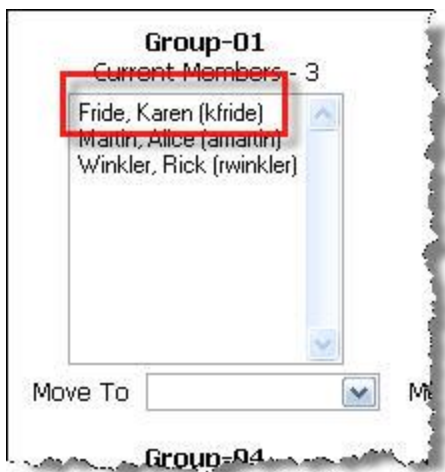 Group-01
Current Members - 3
Fride, Karen (kfride)
Martin, Alice (amartin)
Winkler, Rick (rwinkler)
Move To
Group-04